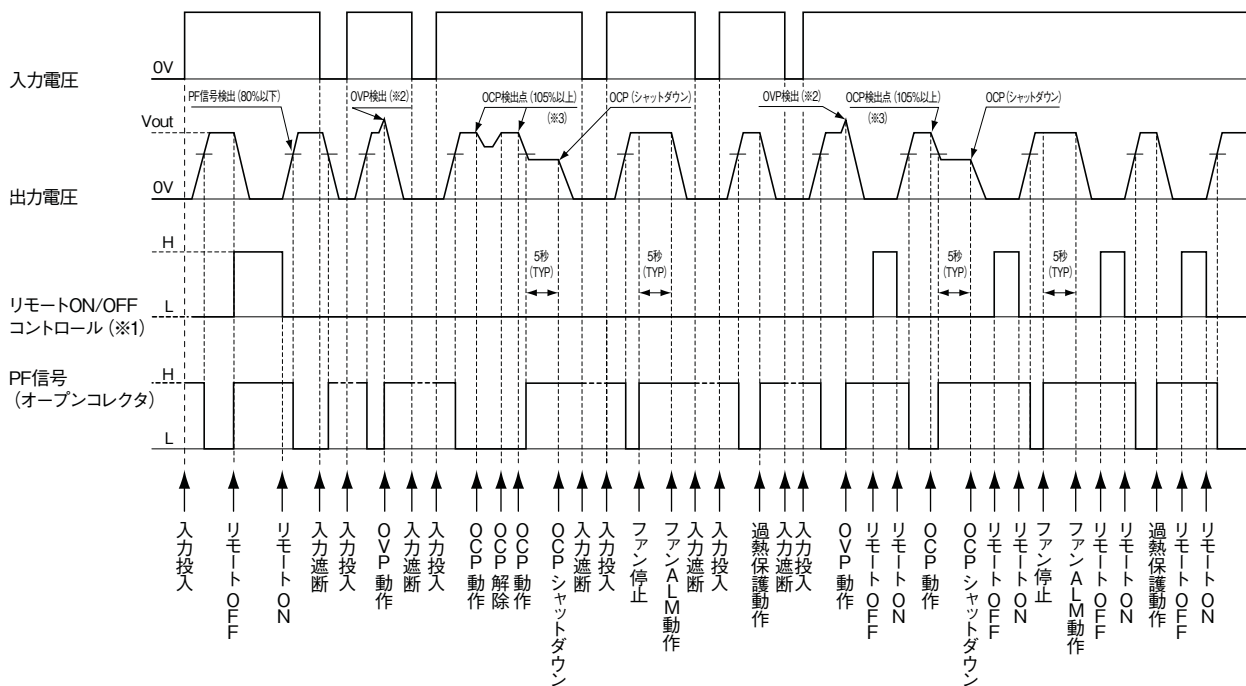 入力電圧
0V
PF信号検出(80%以下)
OVP検出(※2)
OCP検出点(105%以上)
(※3)
OCP(シャットダウン)
OVP検出(※2)
OCP検出点(105%以上)
(※3)
OCP(シャットダウン)
Vout
出力電圧
0V
H
5秒
(TYP)
5秒
(TYP)
5秒
(TYP)
5秒
(TYP)
リモートON/OFF
コントロール(※1)
L
PF信号
(オープンコレクタ)
H
L
入力投入
リモートOFF
リモートON
入力遮断
入力投入
OVP動作
入力遮断
入力投入
OCP動作
OCP解除
OCP動作
OCPシャットダウン
入力遮断
入力投入
ファン停止
ファンALM動作
入力遮断
入力投入
過熱保護動作
入力遮断
入力投入
OVP動作
リモートOFF
リモートON
OCP動作
OCPシャットダウン
リモートOFF
リモートON
ファン停止
ファンALM動作
リモートOFF
リモートON
過熱保護動作
リモートOFF
リモートON